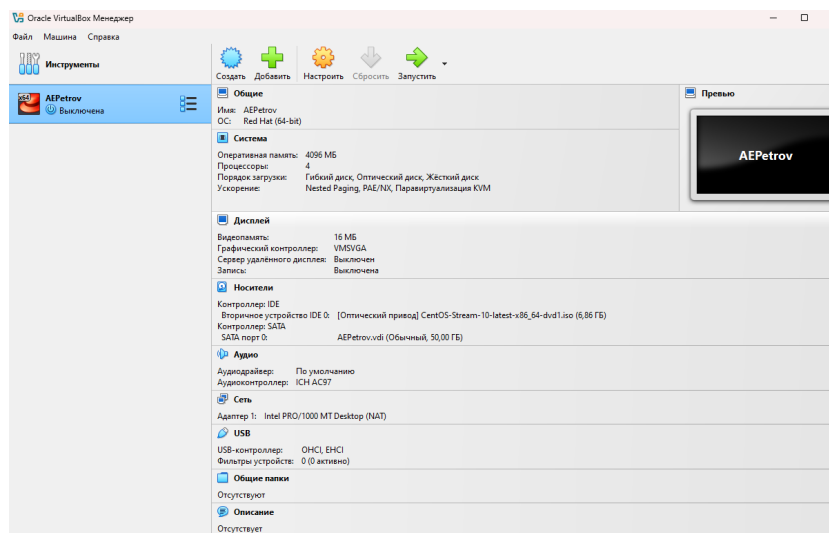 Oracle VirtualBox Менеджер
Файл Машина Справка
Инструменты
Создать Добавить Настроить Сбросить Запустить
x64
AEPetrov
Выключена
Общие
Имя: AEPetrov
ОС: Red Hat (64-bit)
Превью
AEPetrov
Система
Оперативная память: 4096 МБ
Процессоры: 4
Порядок загрузки: Гибкий диск, Оптический диск, Жёсткий диск
Ускорение: Nested Paging, PAE/NX, Паравиртуализация KVM
Дисплей
Видеопамять: 16 МБ
Графический контроллер: VMSVGA
Сервер удалённого дисплея: Выключен
Запись: Выключена
Носители
Контроллер: IDE
Вторичное устройство IDE 0: [Оптический привод] CentOS-Stream-10-latest-x86_64-dvd1.iso (6,86 ГБ)
Контроллер: SATA
SATA порт 0: AEPetrov.vdi (Обычный, 50,00 ГБ)
Аудио
Аудиодрайвер: По умолчанию
Аудиоконтроллер: ICH AC97
Сеть
Адаптер 1: Intel PRO/1000 MT Desktop (NAT)
USB
USB-контроллер: OHCI, EHCI
Фильтры устройств: 0 (0 активно)
Общие папки
Отсутствуют
Описание
Отсутствует